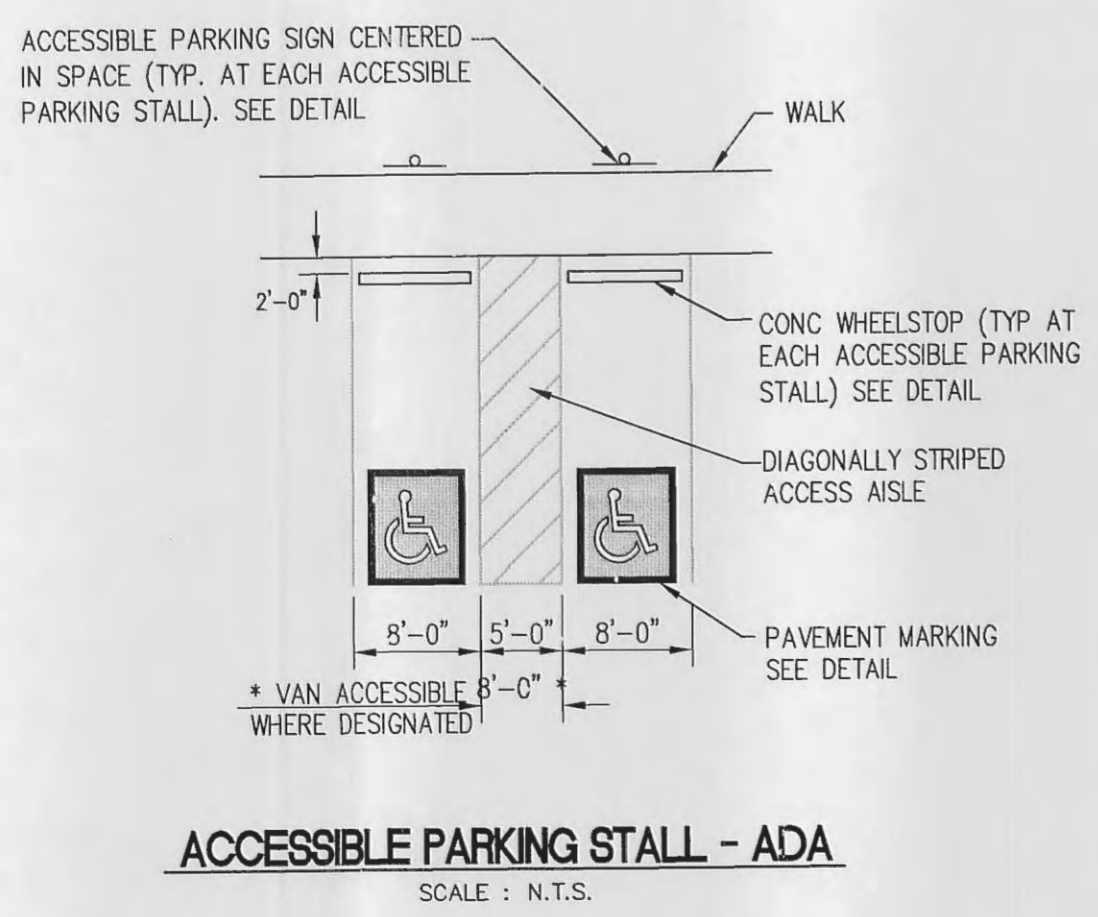 ACCESSIBLE PARKING SIGN CENTERED
IN SPACE (TYP. AT EACH ACCESSIBLE
PARKING STALL). SEE DETAIL
WALK
2'-0"
CONC WHEELSTOP (TYP AT
EACH ACCESSIBLE PARKING
STALL) SEE DETAIL
DIAGONALLY STRIPED
ACCESS AISLE
8'-0" 5'-0" 8'-0"
PAVEMENT MARKING
SEE DETAIL
* VAN ACCESSIBLE 8'-0" *
WHERE DESIGNATED
ACCESSIBLE PARKING STALL - ADA
SCALE : N.T.S.